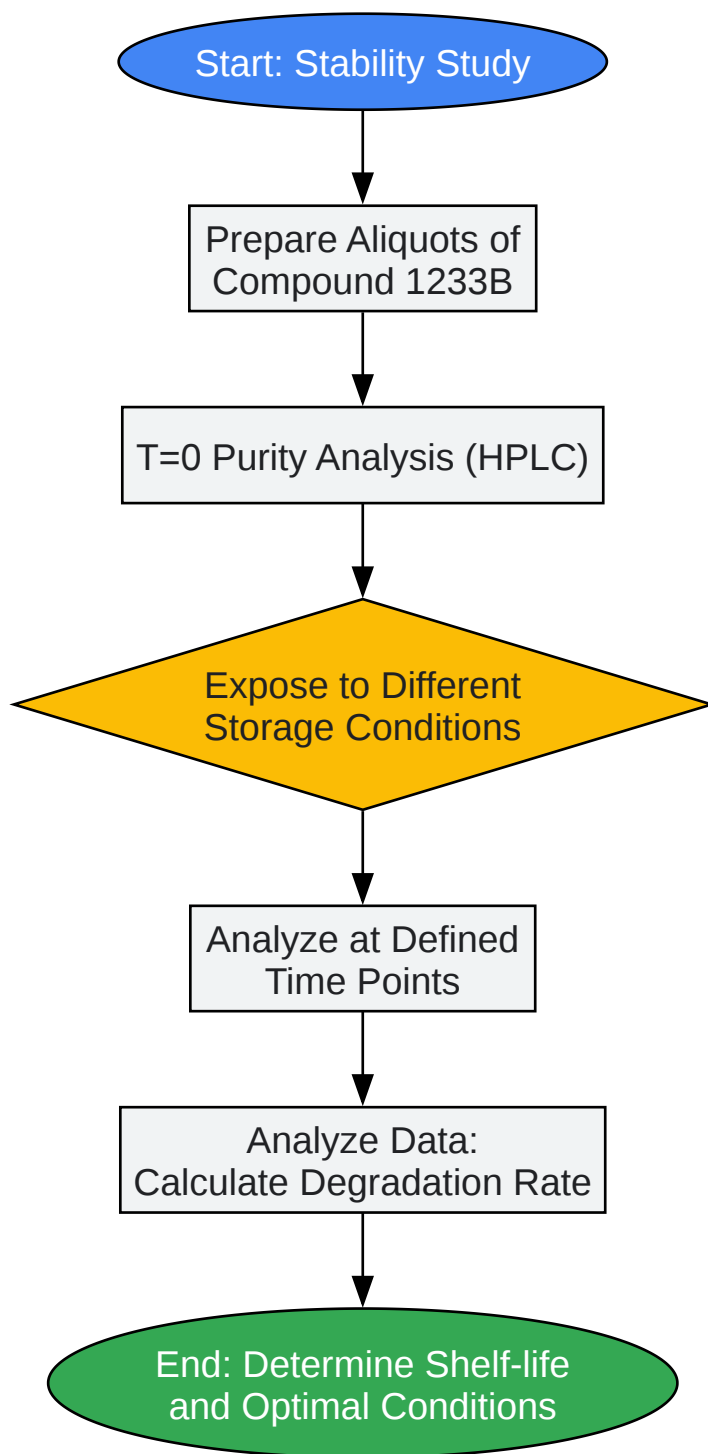 Start: Stability Study
Prepare Aliquots of
Compound 1233B
T=0 Purity Analysis (HPLC)
Expose to Different
Storage Conditions
Analyze at Defined
Time Points
Analyze Data:
Calculate Degradation Rate
End: Determine Shelf-life
and Optimal Conditions